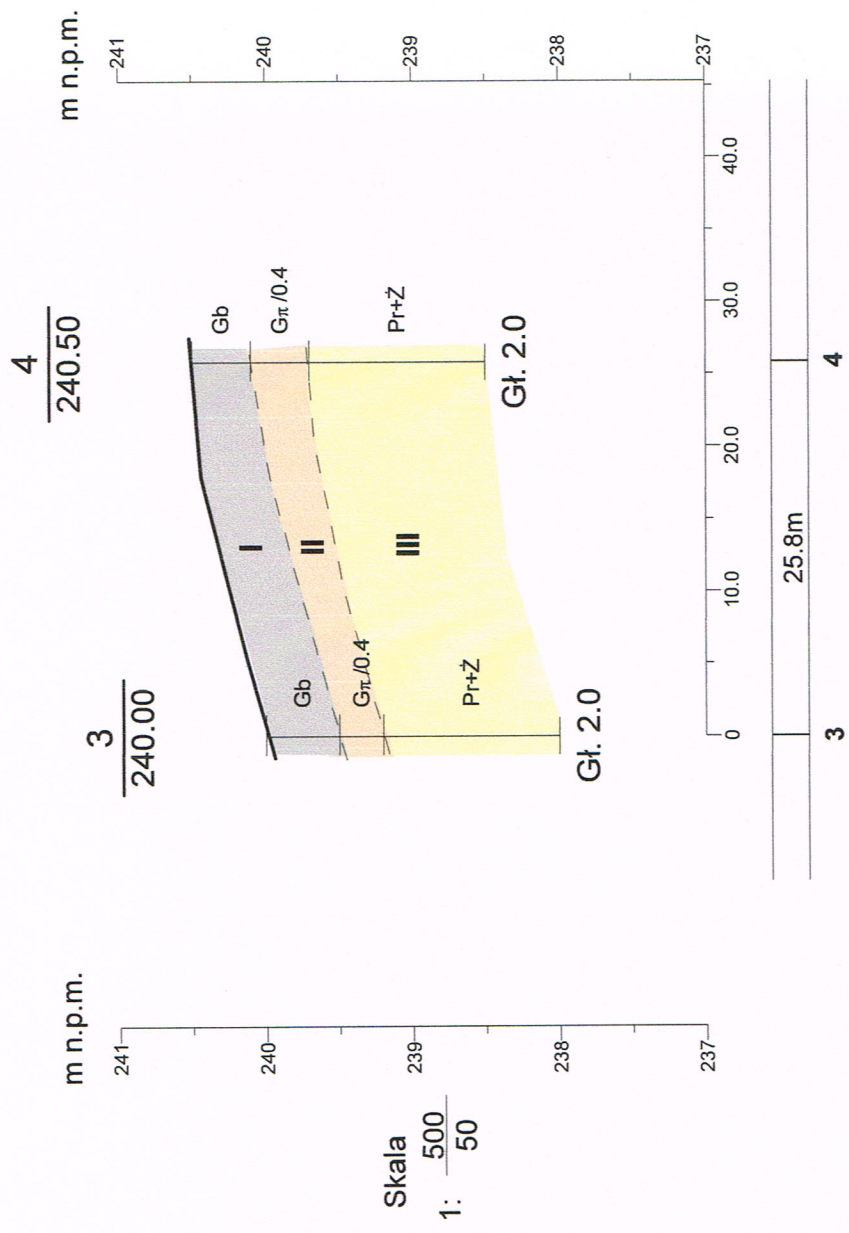 3
240.00
4
240.50
m n.p.m.
m n.p.m.
241
240
239
238
237
241
240
239
238
237
Gb
Gπ/0.4
Pr+Ż
Gb
Gπ/0.4
Pr+Ż
I
II
III
Gł. 2.0
Gł. 2.0
Skala
1: 500
50
0
10.0
20.0
30.0
40.0
25.8m
3
4